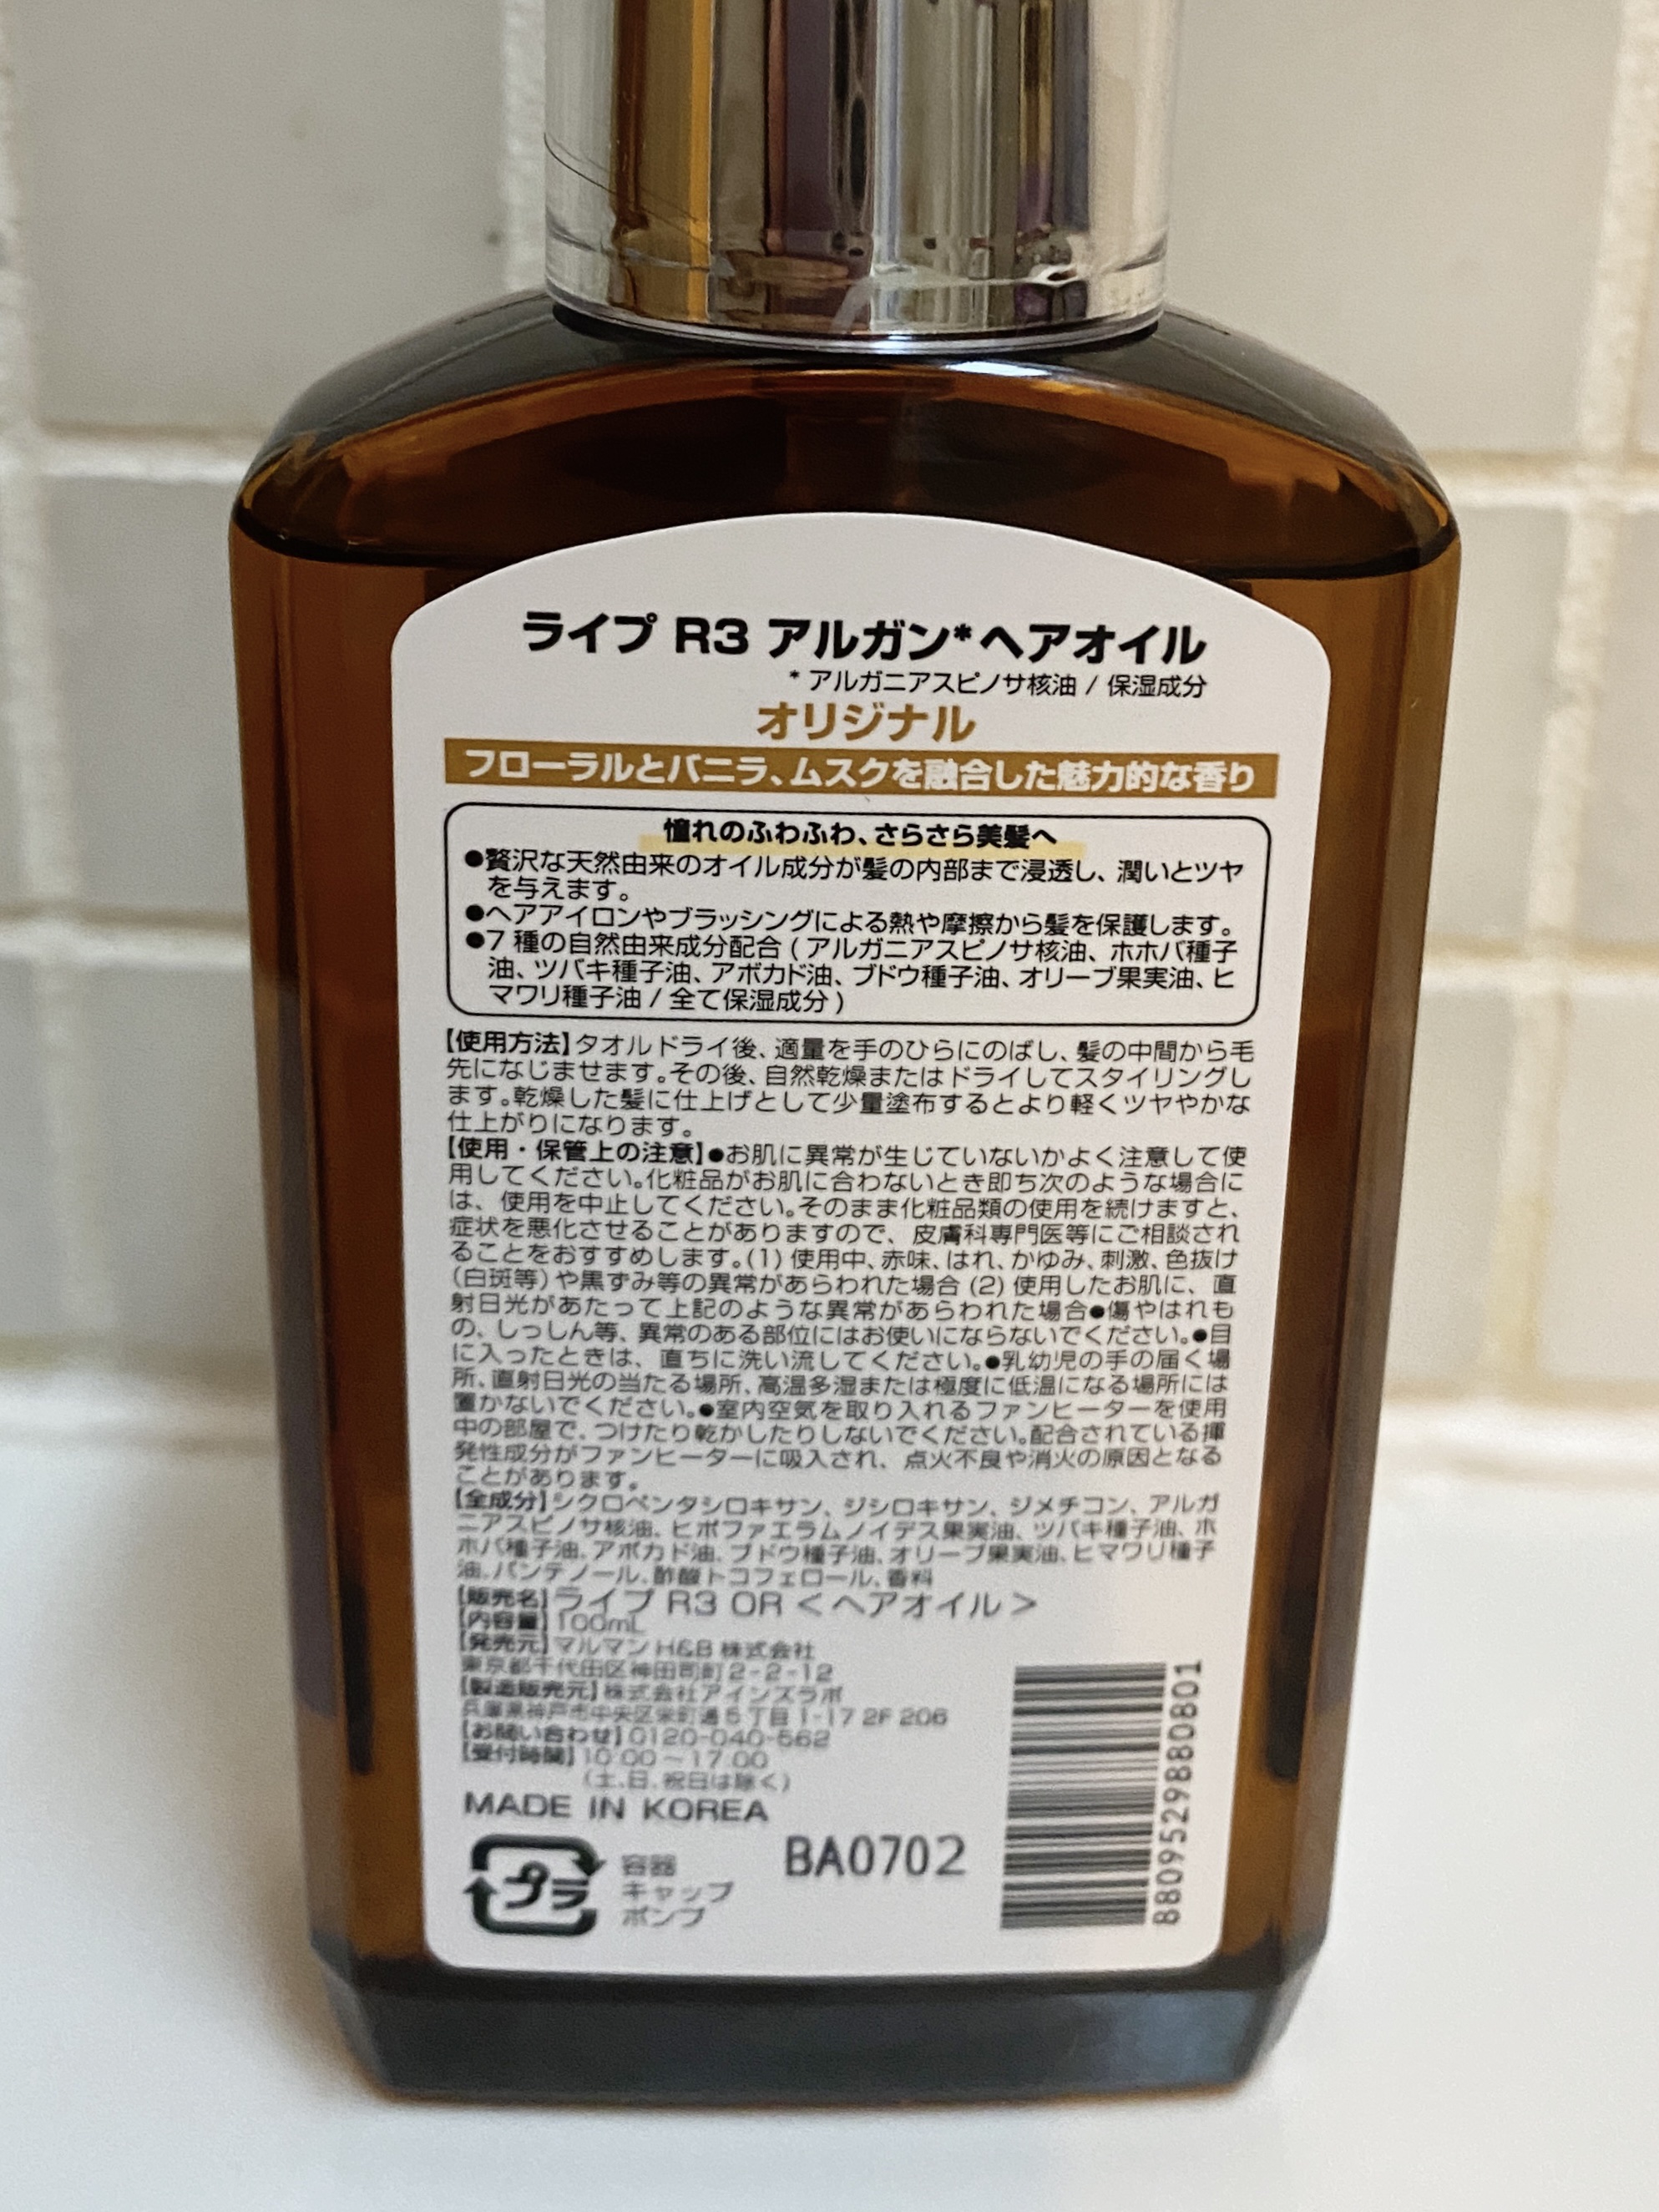 ライプ R3 アルガン*ヘアオイル
* アルガニアスピノサ核油 / 保湿成分
オリジナル
フローラルとバニラ、ムスクを融合した魅力的な香り
憧れのふわふわ、さらさら美髪へ
●贅沢な天然由来のオイル成分が髪の内部まで浸透し、潤いとツヤ
を与えます。
●ヘアアイロンやブラッシングによる熱や摩擦から髪を保護します。
●7 種の自然由来成分配合 ( アルガニアスピノサ核油、ホホバ種子
油、ツバキ種子油、アボカド油、ブドウ種子油、オリーブ果実油、ヒ
マワリ種子油 / 全て保湿成分 )
【使用方法】タオルドライ後、適量を手のひらにのばし、髪の中間から毛
先になじませます。その後、自然乾燥またはドライしてスタイリングし
ます。乾燥した髪に仕上げとして少量塗布するとより軽くツヤやかな
仕上がりになります。
【使用・保管上の注意】●お肌に異常が生じていないかよく注意して使
用してください。化粧品がお肌に合わないとき即ち次のような場合に
は、使用を中止してください。そのまま化粧品類の使用を続けますと、
症状を悪化させることがありますので、皮膚科専門医等にご相談され
ることをおすすめします。(1) 使用中、赤味、はれ、かゆみ、刺激、色抜け
(白斑等) や黒ずみ等の異常があらわれた場合 (2) 使用したお肌に、直
射日光があたって上記のような異常があらわれた場合●傷やはれも
の、しっしん等、異常のある部位にはお使いにならないでください。●目
に入ったときは、直ちに洗い流してください。●乳幼児の手の届く場
所、直射日光の当たる場所、高温多湿または極度に低温になる場所には
置かないでください。●室内空気を取り入れるファンヒーターを使用
中の部屋で、つけたり乾かしたりしないでください。配合されている揮
発性成分がファンヒーターに吸入され、点火不良や消火の原因となる
ことがあります。
【全成分】シクロペンタシロキサン、ジシロキサン、ジメチコン、アルガ
ニアスピノサ核油、ヒポファエラムノイデス果実油、ツバキ種子油、ホ
ホバ種子油、アボカド油、ブドウ種子油、オリーブ果実油、ヒマワリ種子
油、パンテノール、酢酸トコフェロール、香料
【販売名】ライプ R3 OR < ヘアオイル >
【内容量】100mL
【発売元】マルマン H&B 株式会社
東京都千代田区神田司町 2-2-12
【製造販売元】株式会社アインズラボ
兵庫県神戸市中央区栄町通 5 丁目 1-17 2F 206
【お問い合わせ】0120-040-562
【受付時間】10:00 ~ 17:00
(土、日、祝日は除く)
MADE IN KOREA
プラ
容器
キャップ
ポンプ
BA0702
8809529880801